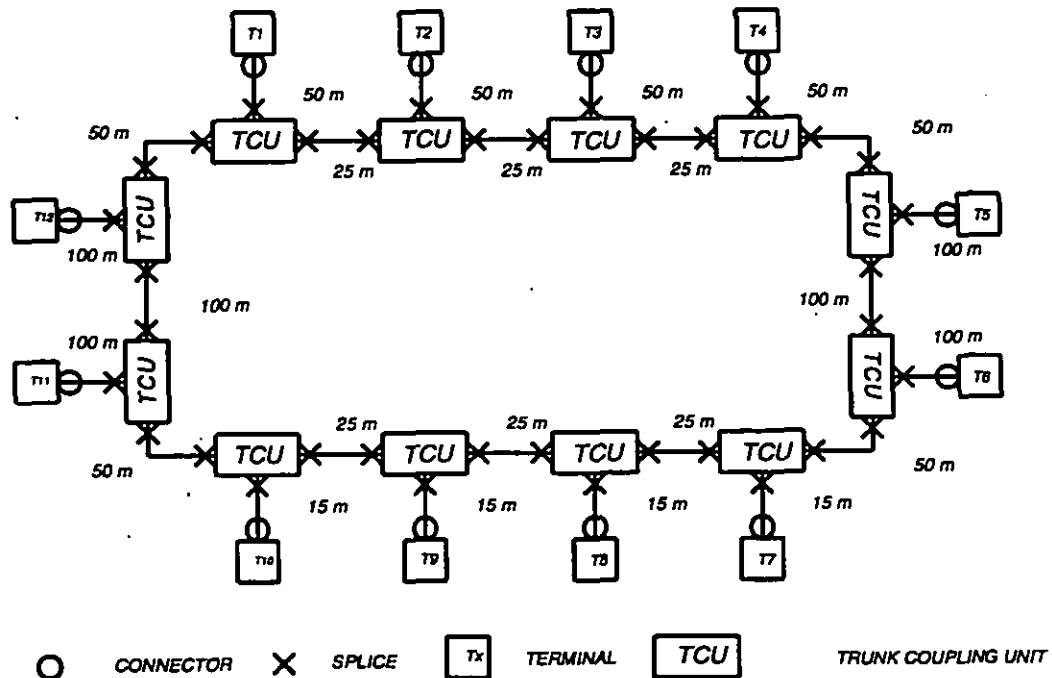 T1 T2 T3 T4
50 m 50 m 50 m 50 m
50 m TCU TCU TCU TCU 50 m
25 m 25 m 25 m
T12 TCU TCU T5
100 m 100 m
100 m 100 m
100 m 100 m
T11 TCU TCU T6
25 m 25 m 25 m
50 m TCU TCU TCU TCU 50 m
15 m 15 m 15 m 15 m
T10 T9 T8 T7
CONNECTOR SPLICE Tx TERMINAL TCU TRUNK COUPLING UNIT